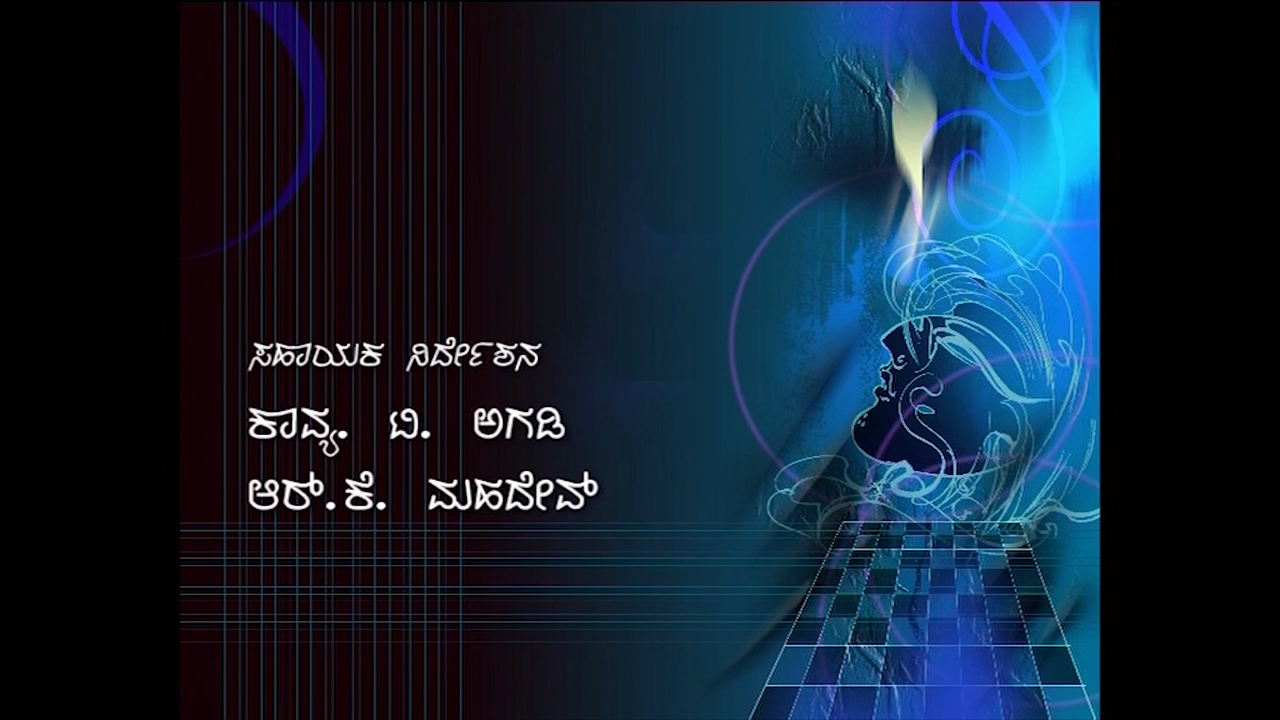 ಸಹಾಯಕ ನಿರ್ದೇಶನ
ಕಾವ್ಯ. ಟಿ. ಅಗಡಿ
ಆರ್.ಕೆ. ಮಹದೇವ್